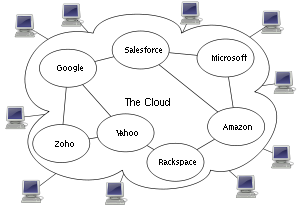 Salesforce
Microsoft
Google
The Cloud
Amazon
Yahoo
Zoho
Rackspace